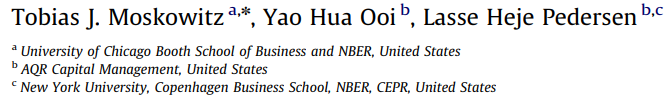 Tobias J. Moskowitz a,*, Yao Hua Ooi b, Lasse Heje Pedersen b,c
a University of Chicago Booth School of Business and NBER, United States
b AQR Capital Management, United States
c New York University, Copenhagen Business School, NBER, CEPR, United States